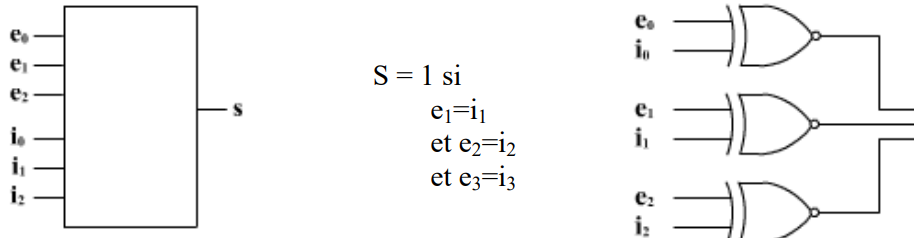 e₀
e₁
e₂
i₀
i₁
i₂
s
S = 1 si
e₁=i₁
et e₂=i₂
et e₃=i₃
e₀
i₀
e₁
i₁
e₂
i₂